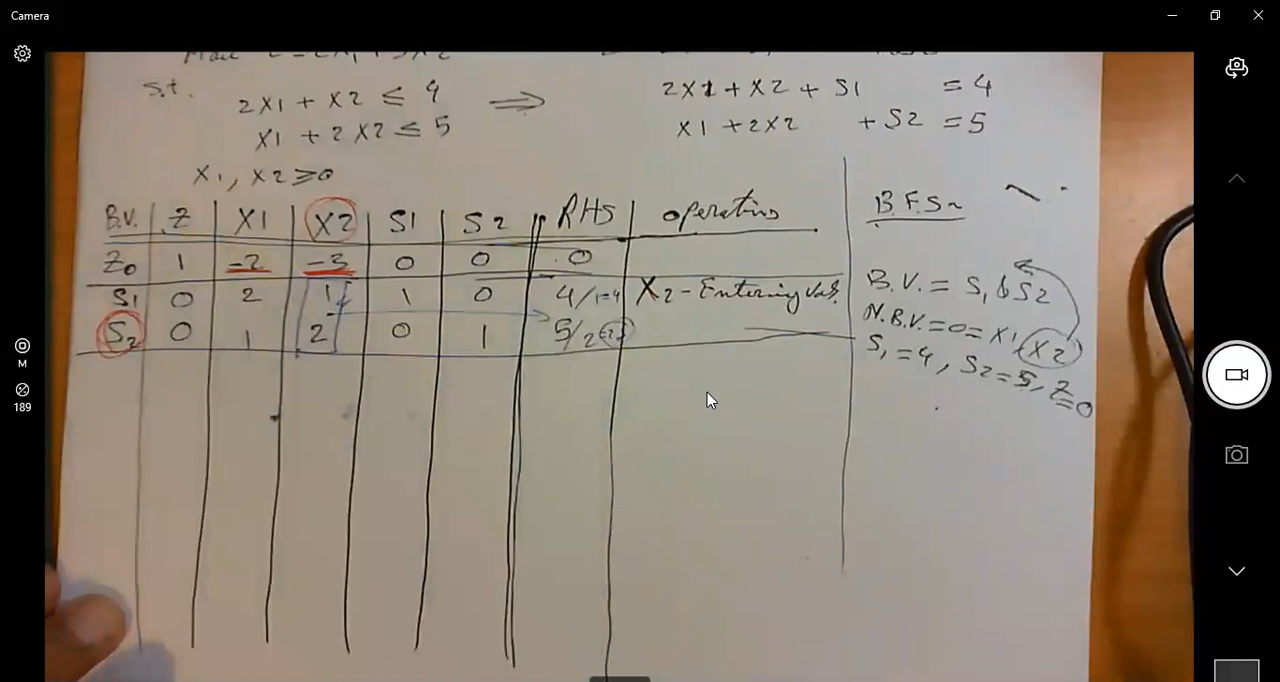 Camera
s.t.
2X1 + X2 ≤ 4
X1 + 2X2 ≤ 5
X1, X2 ≥ 0
⇒
2X1 + X2 + S1 = 4
X1 + 2X2 + S2 = 5
B.V. Z X1 X2 S1 S2 RHS operations
Z0 1 -2 -3 0 0 0
S1 0 2 1 1 0 4/1=4 X2 - Entering Var.
S2 0 1 2 0 1 5/2
B.F.Sn
B.V. = S1 & S2
N.B.V = 0 = X1, X2
S1 = 4, S2 = 5, Z = 0
M
189